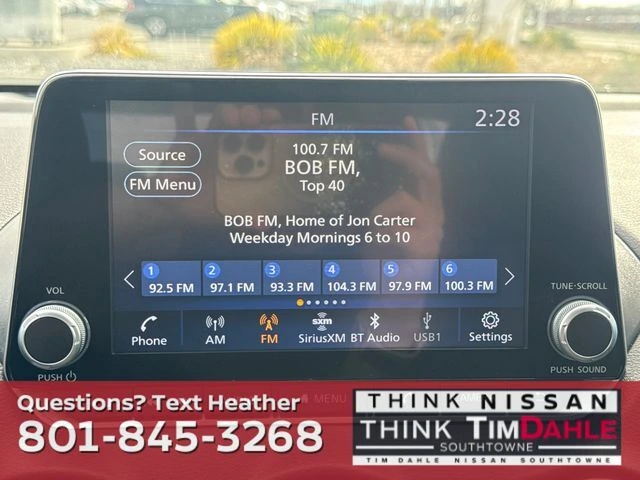 FM
2:28
Source
100.7 FM
BOB FM,
FM Menu
Top 40
BOB FM, Home of Jon Carter
Weekday Mornings 6 to 10
1 2 3 4 5 6
92.5 FM 97.1 FM 93.3 FM 104.3 FM 97.9 FM 100.3 FM
VOL
TUNE-SCROLL
Phone AM FM SiriusXM BT Audio USB1 Settings
sxm
PUSH
PUSH SOUND
MENU
Questions? Text Heather
801-845-3268
THINK NISSAN
THINK TIMDAHLE
SOUTHTOWNE
TIM DAHLE NISSAN SOUTHTOWNE